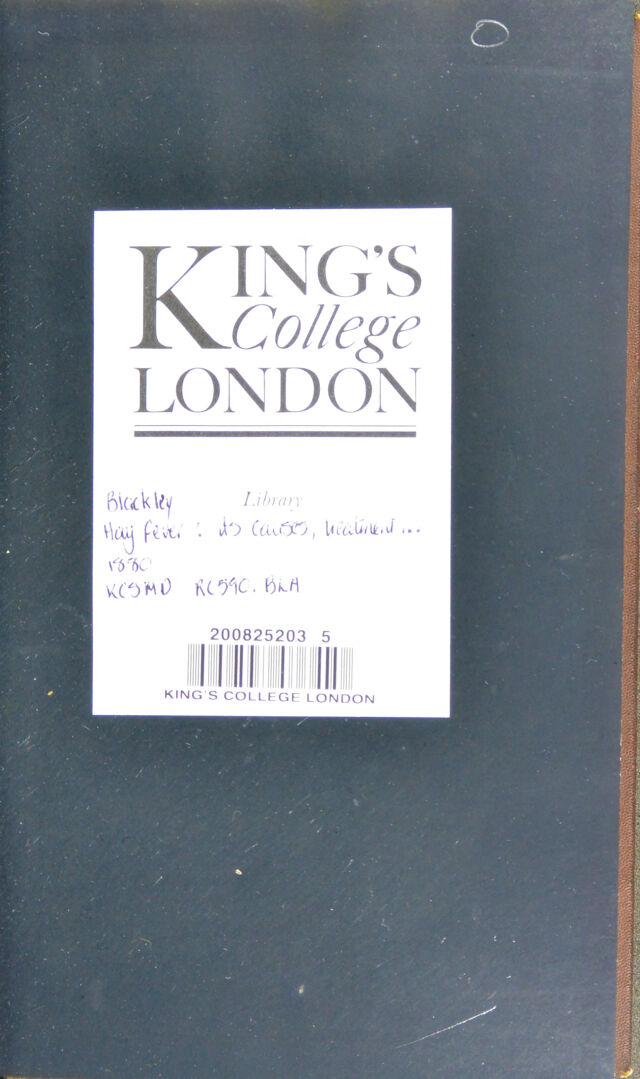 KING'S
College
LONDON
Library
Blackley
Hay Fever : its causes, treatment ...
1880
KCSMD RC590. BLA
200825203 5
KING'S COLLEGE LONDON